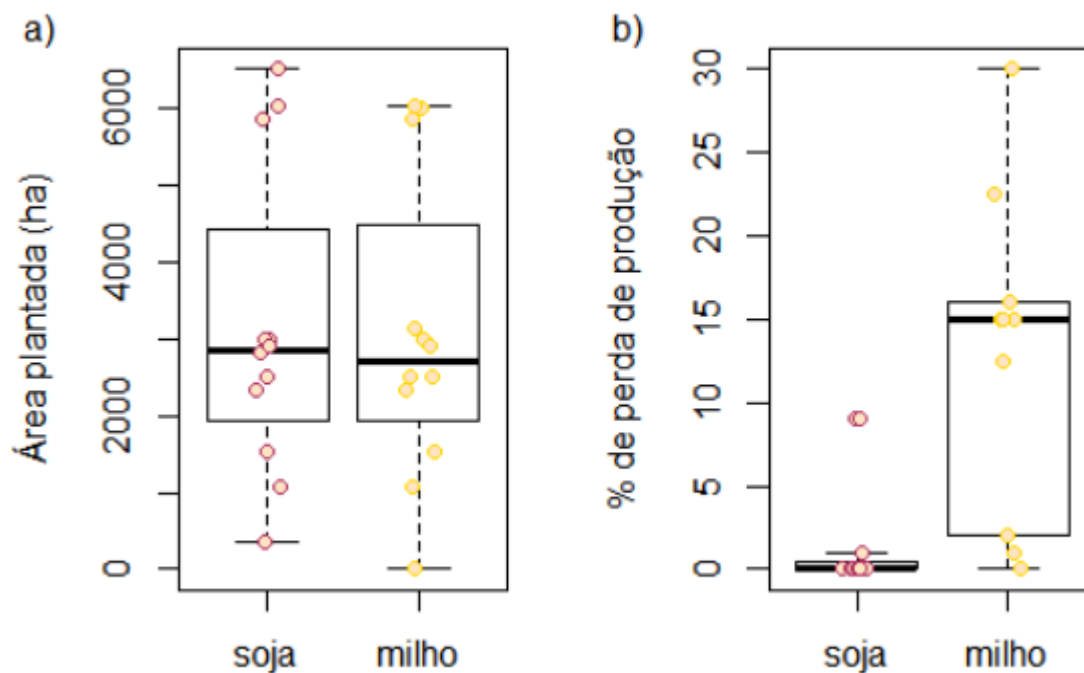 a)
Área plantada (ha)
6000
4000
2000
0
soja
milho
b)
% de perda de produção
30
25
20
15
10
5
0
soja
milho